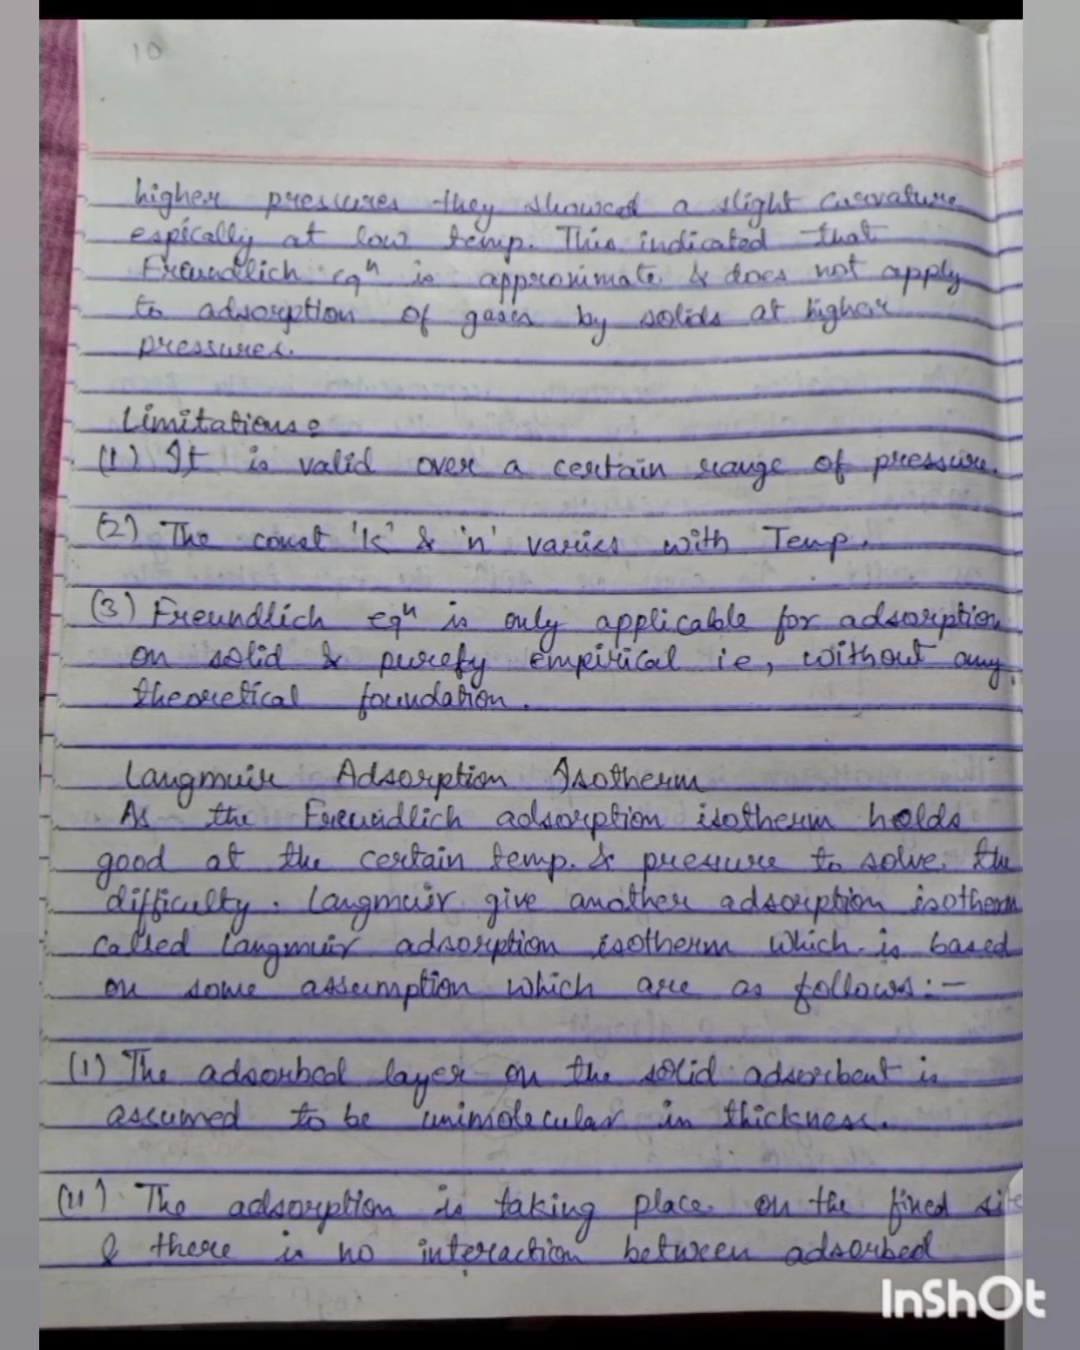 10
higher pressures they showed a slight curvature
espically at low temp. This indicated that
Freundlich eqⁿ is approximate & does not apply
to adsorption of gases by solids at higher
pressures.
Limitations:
(1) It is valid over a certain range of pressure.
(2) The const 'k' & 'n' varies with Temp.
(3) Freundlich eqⁿ is only applicable for adsorption
on solid & purefy empirical ie, without any
theoretical foundation.
Langmuir Adsorption Isotherm
As the Freundlich adsorption isotherm holds
good at the certain temp. & pressure to solve the
difficulty. Langmuir give another adsorption isotherm
called Langmuir adsorption isotherm which is based
on some assumption which are as follows:-
(1) The adsorbed layer on the solid adserbent is
assumed to be unimolecular in thickness.
(11) The adsorption is taking place on the fixed site
& there is no interaction between adsorbed
InShOt